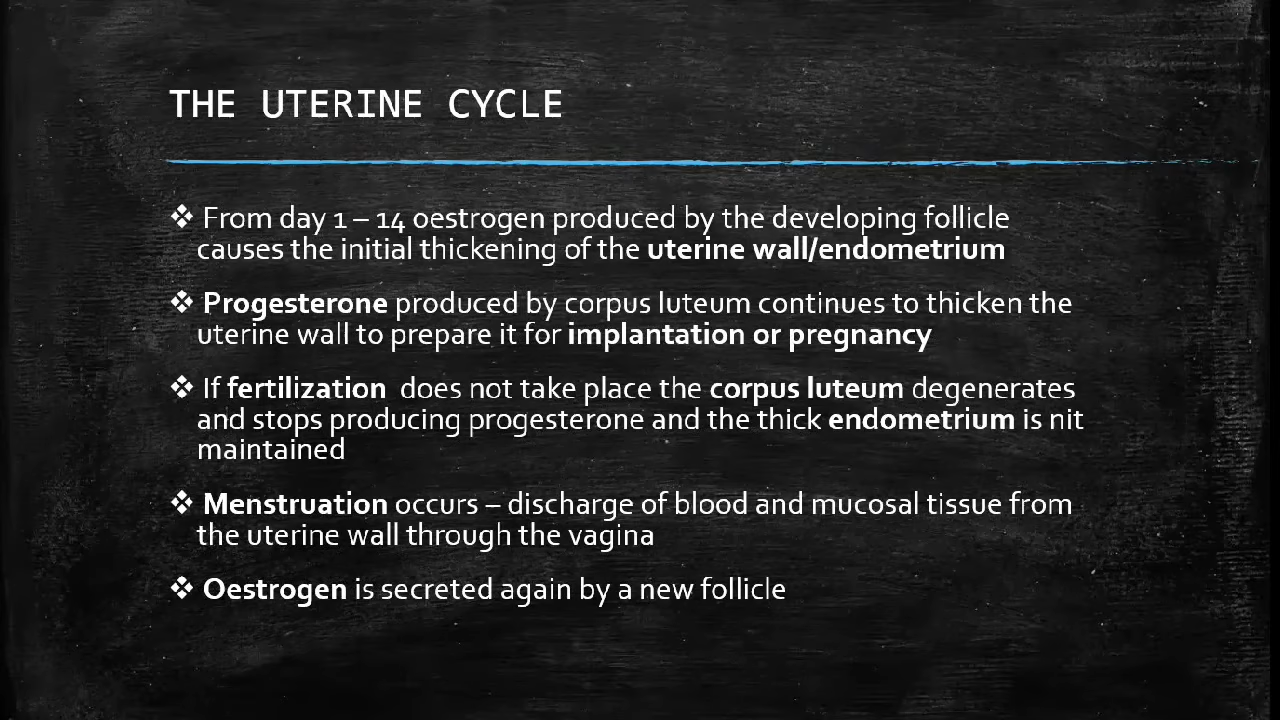 THE UTERINE CYCLE
❖ From day 1 – 14 oestrogen produced by the developing follicle
causes the initial thickening of the uterine wall/endometrium
❖ Progesterone produced by corpus luteum continues to thicken the
uterine wall to prepare it for implantation or pregnancy
❖ If fertilization  does not take place the corpus luteum degenerates
and stops producing progesterone and the thick endometrium is nit
maintained
❖ Menstruation occurs – discharge of blood and mucosal tissue from
the uterine wall through the vagina
❖ Oestrogen is secreted again by a new follicle